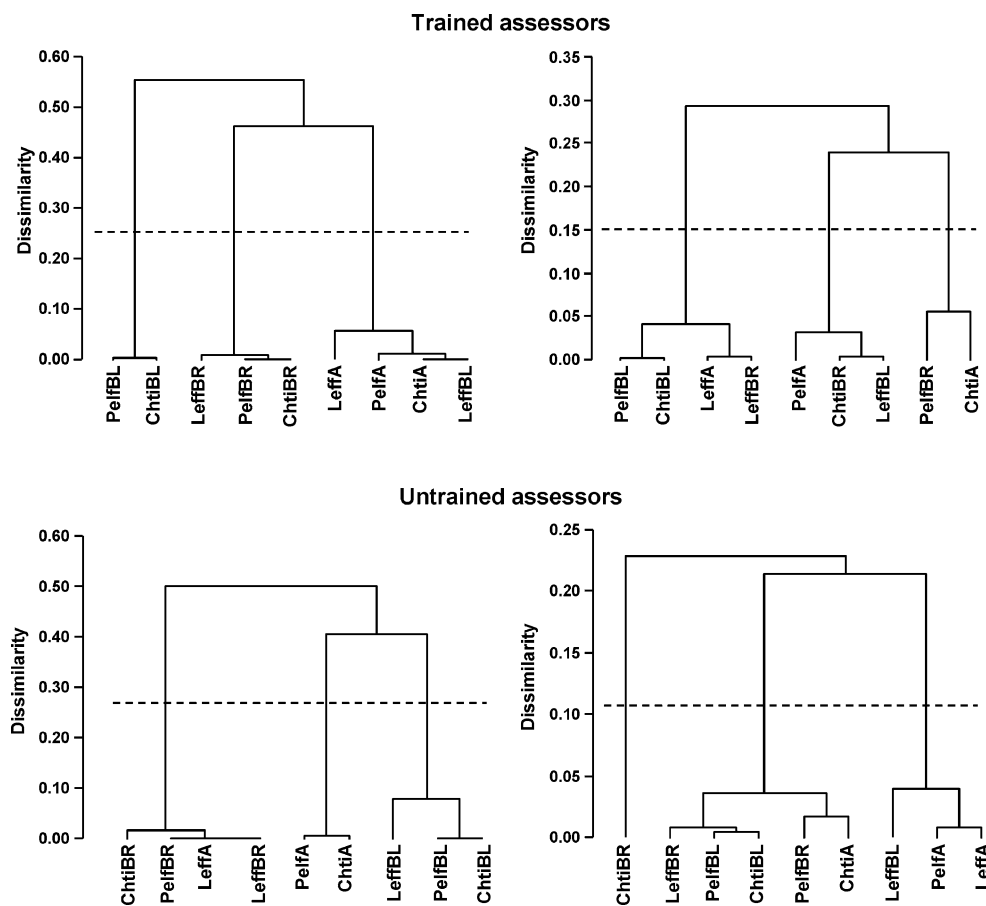 Trained assessors
Dissimilarity
0.60
0.50
0.40
0.30
0.20
0.10
0.00
PelfBL
ChtiBL
LeffBR
PelfBR
ChtiBR
LeffA
PelfA
ChtiA
LeffBL
Dissimilarity
0.35
0.30
0.25
0.20
0.15
0.10
0.05
0.00
PelfBL
ChtiBL
LeffA
LeffBR
PelfA
ChtiBR
LeffBL
PelfBR
ChtiA
Untrained assessors
Dissimilarity
0.60
0.50
0.40
0.30
0.20
0.10
0.00
ChtiBR
PelfBR
LeffA
LeffBR
PelfA
ChtiA
LeffBL
PelfBL
ChtiBL
Dissimilarity
0.25
0.20
0.15
0.10
0.05
0.00
ChtiBR
LeffBR
PelfBL
ChtiBL
PelfBR
ChtiA
LeffBL
PelfA
LeffA